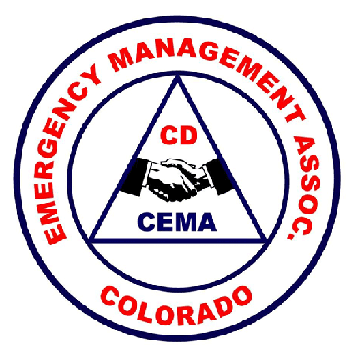 EMERGENCY MANAGEMENT ASSOC.
CD
CEMA
COLORADO